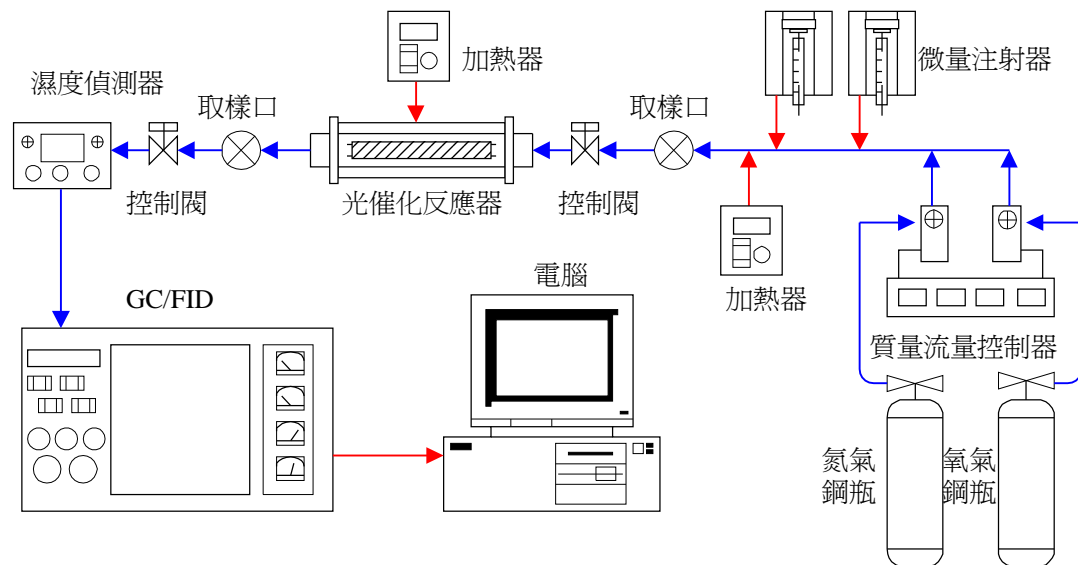 加熱器
微量注射器
濕度偵測器
取樣口
取樣口
控制閥
光催化反應器
控制閥
加熱器
GC/FID
電腦
質量流量控制器
氮氣
鋼瓶
氧氣
鋼瓶